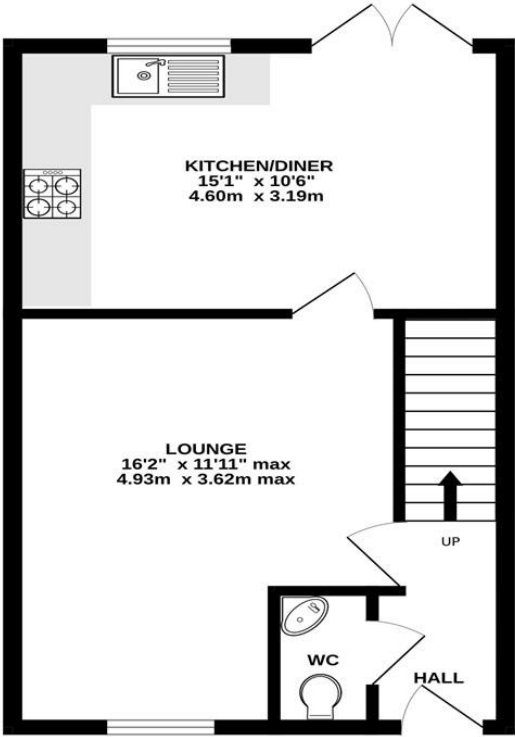 KITCHEN/DINER
15'1" x 10'6"
4.60m x 3.19m
LOUNGE
16'2" x 11'11" max
4.93m x 3.62m max
UP
WC
HALL